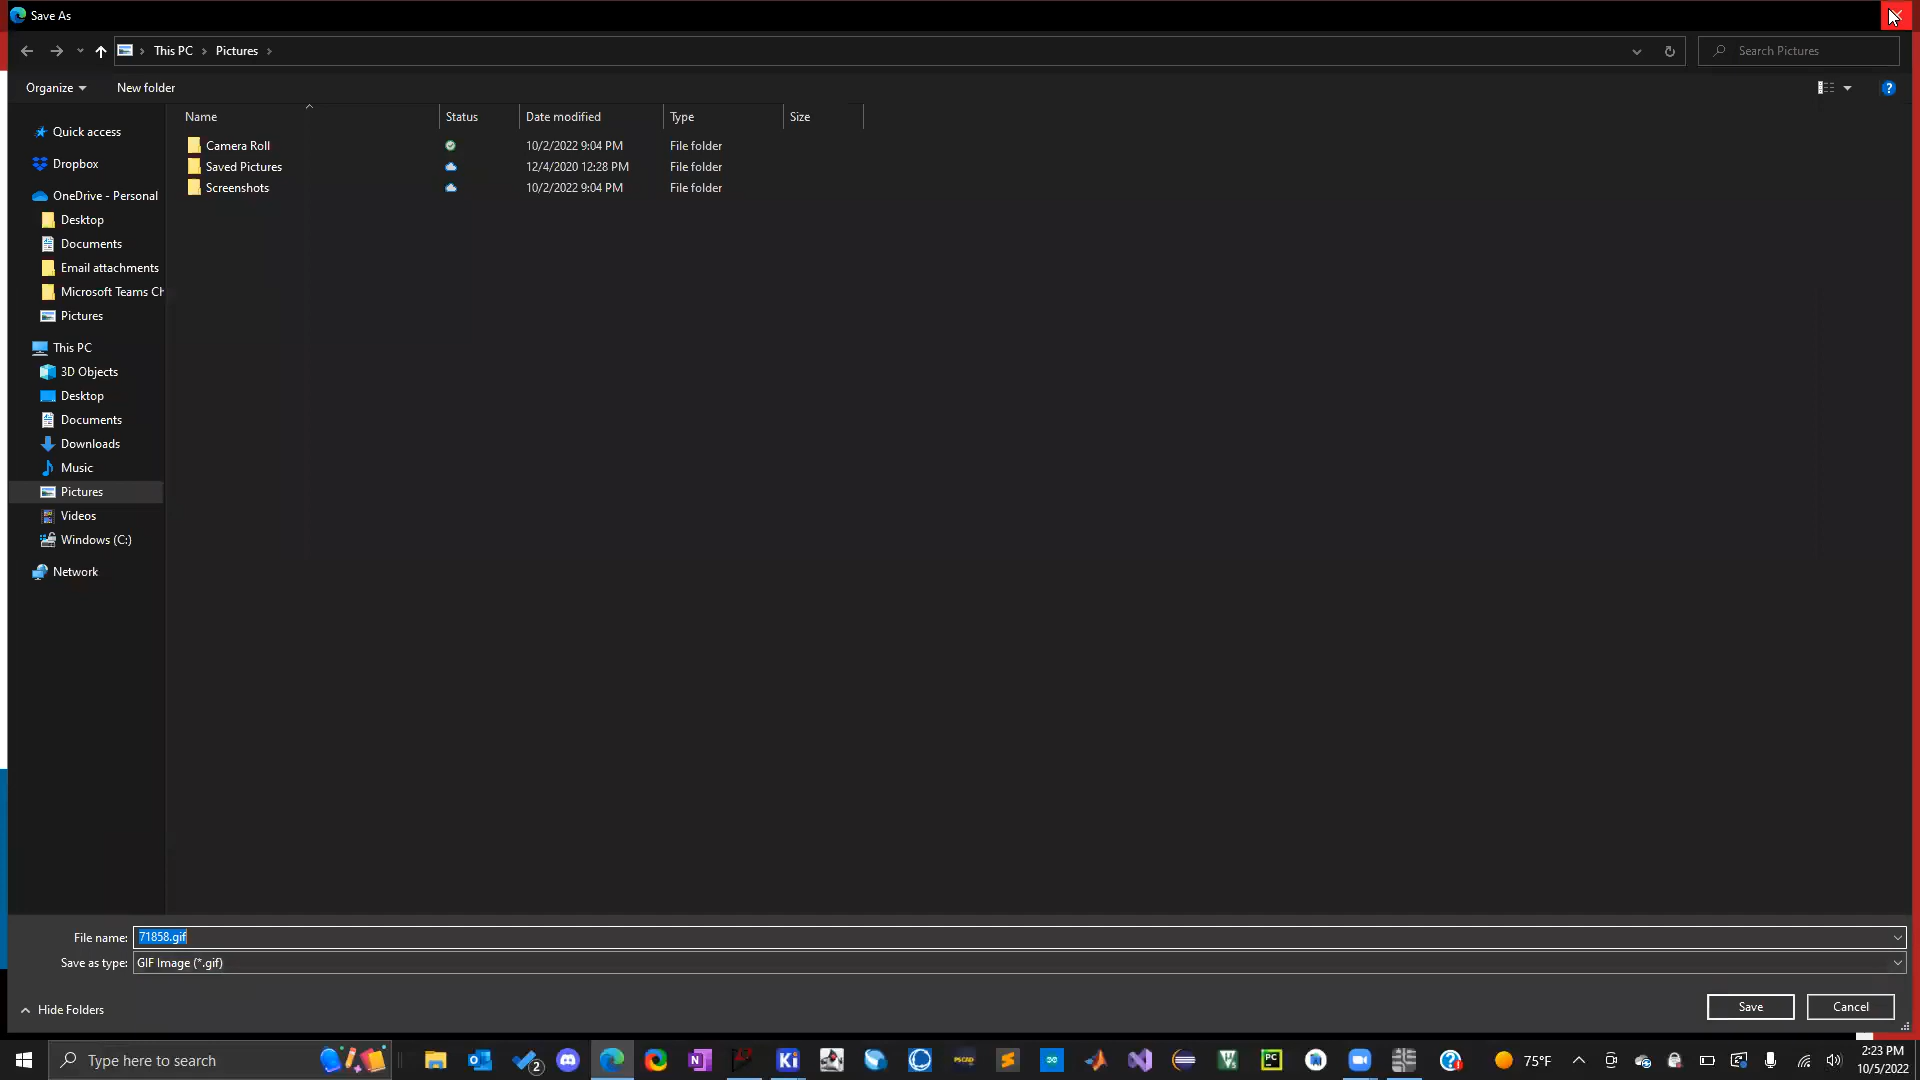 Save As
This PC > Pictures >
Search Pictures
Organize
New folder
Name Status Date modified Type Size
Camera Roll 10/2/2022 9:04 PM File folder
Saved Pictures 12/4/2020 12:28 PM File folder
Screenshots 10/2/2022 9:04 PM File folder
Quick access
Dropbox
OneDrive - Personal
Desktop
Documents
Email attachments
Microsoft Teams Ch
Pictures
This PC
3D Objects
Desktop
Documents
Downloads
Music
Pictures
Videos
Windows (C:)
Network
File name: 71858.gif
Save as type: GIF Image (*.gif)
Hide Folders
Save
Cancel
Type here to search
2
Ki
PSCAD
PC
75°F
2:23 PM
10/5/2022